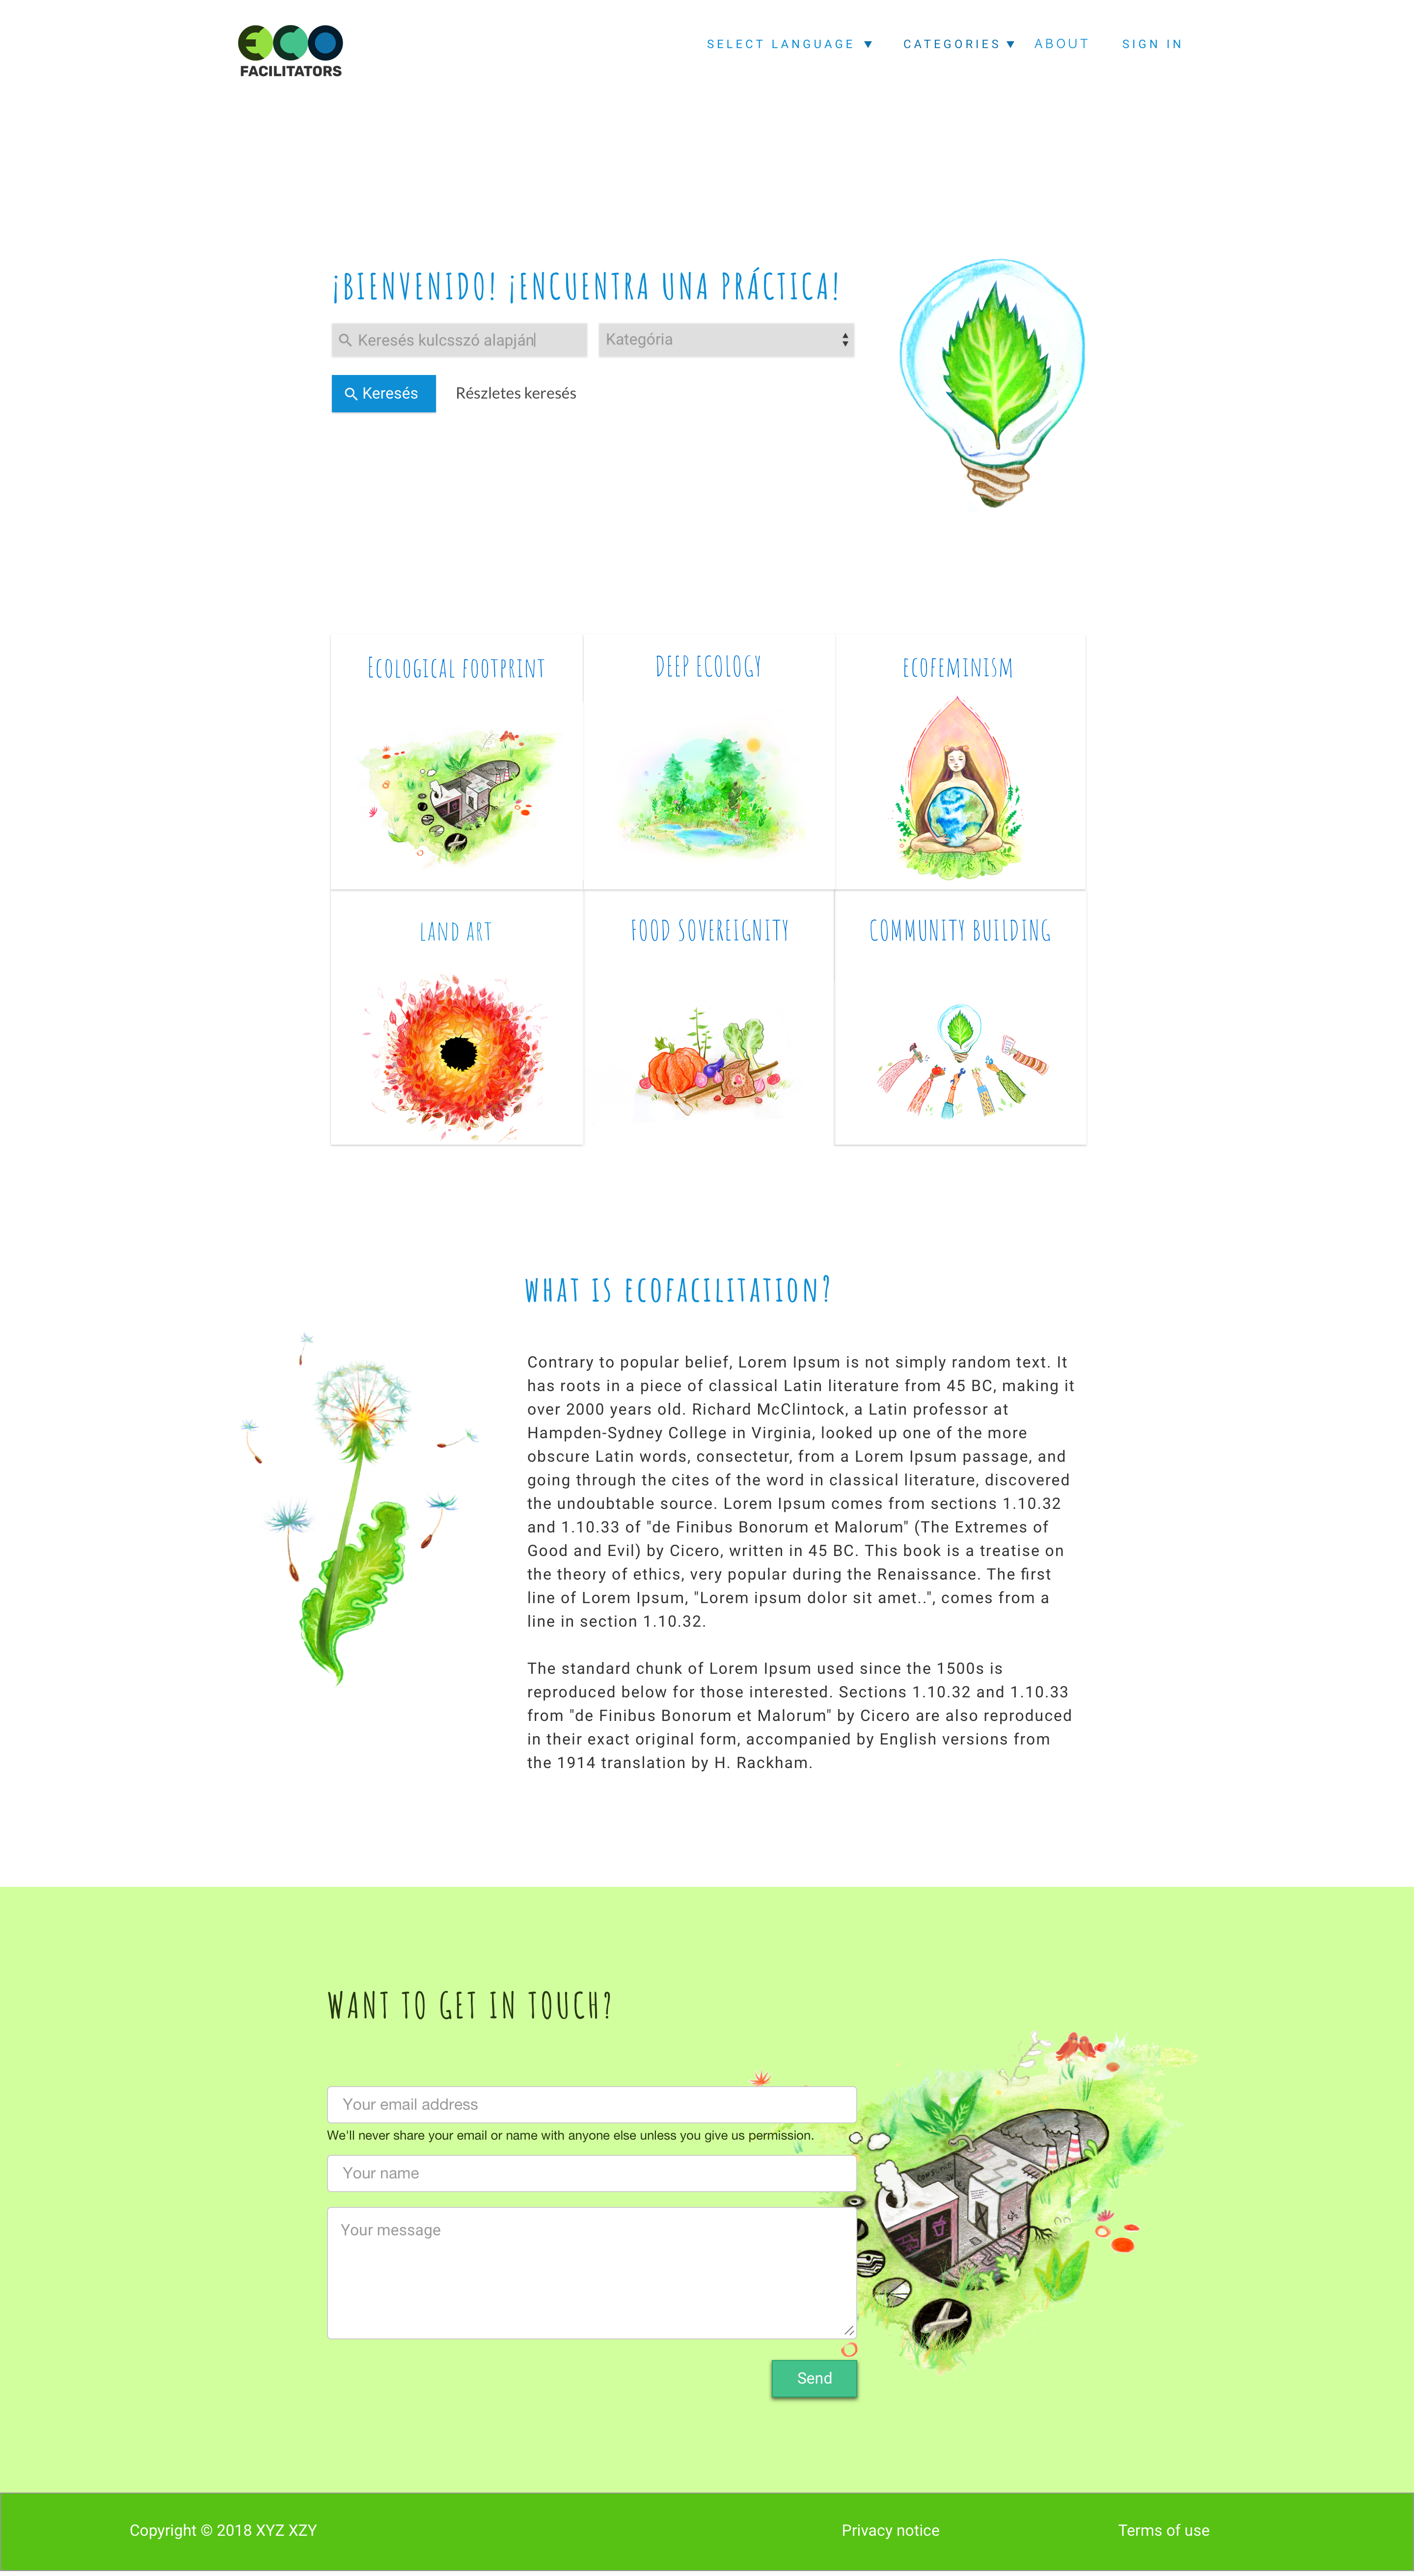 ECO
FACILITATORS
SELECT LANGUAGE ▼ CATEGORIES ▼ ABOUT SIGN IN
¡BIENVENIDO! ¡ENCUENTRA UNA PRÁCTICA!
Keresés kulcsszó alapján Kategória
Keresés Részletes keresés
Ecological footprint DEEP ECOLOGY ecofeminism
LAND ART FOOD SOVEREIGNITY COMMUNITY BUILDING
WHAT IS ecofacilitation?
Contrary to popular belief, Lorem Ipsum is not simply random text. It
has roots in a piece of classical Latin literature from 45 BC, making it
over 2000 years old. Richard McClintock, a Latin professor at
Hampden-Sydney College in Virginia, looked up one of the more
obscure Latin words, consectetur, from a Lorem Ipsum passage, and
going through the cites of the word in classical literature, discovered
the undoubtable source. Lorem Ipsum comes from sections 1.10.32
and 1.10.33 of "de Finibus Bonorum et Malorum" (The Extremes of
Good and Evil) by Cicero, written in 45 BC. This book is a treatise on
the theory of ethics, very popular during the Renaissance. The first
line of Lorem Ipsum, "Lorem ipsum dolor sit amet..", comes from a
line in section 1.10.32.
The standard chunk of Lorem Ipsum used since the 1500s is
reproduced below for those interested. Sections 1.10.32 and 1.10.33
from "de Finibus Bonorum et Malorum" by Cicero are also reproduced
in their exact original form, accompanied by English versions from
the 1914 translation by H. Rackham.
WANT TO GET IN TOUCH?
Your email address
We'll never share your email or name with anyone else unless you give us permission.
Your name
Your message
Send
Copyright © 2018 XYZ XZY Privacy notice Terms of use